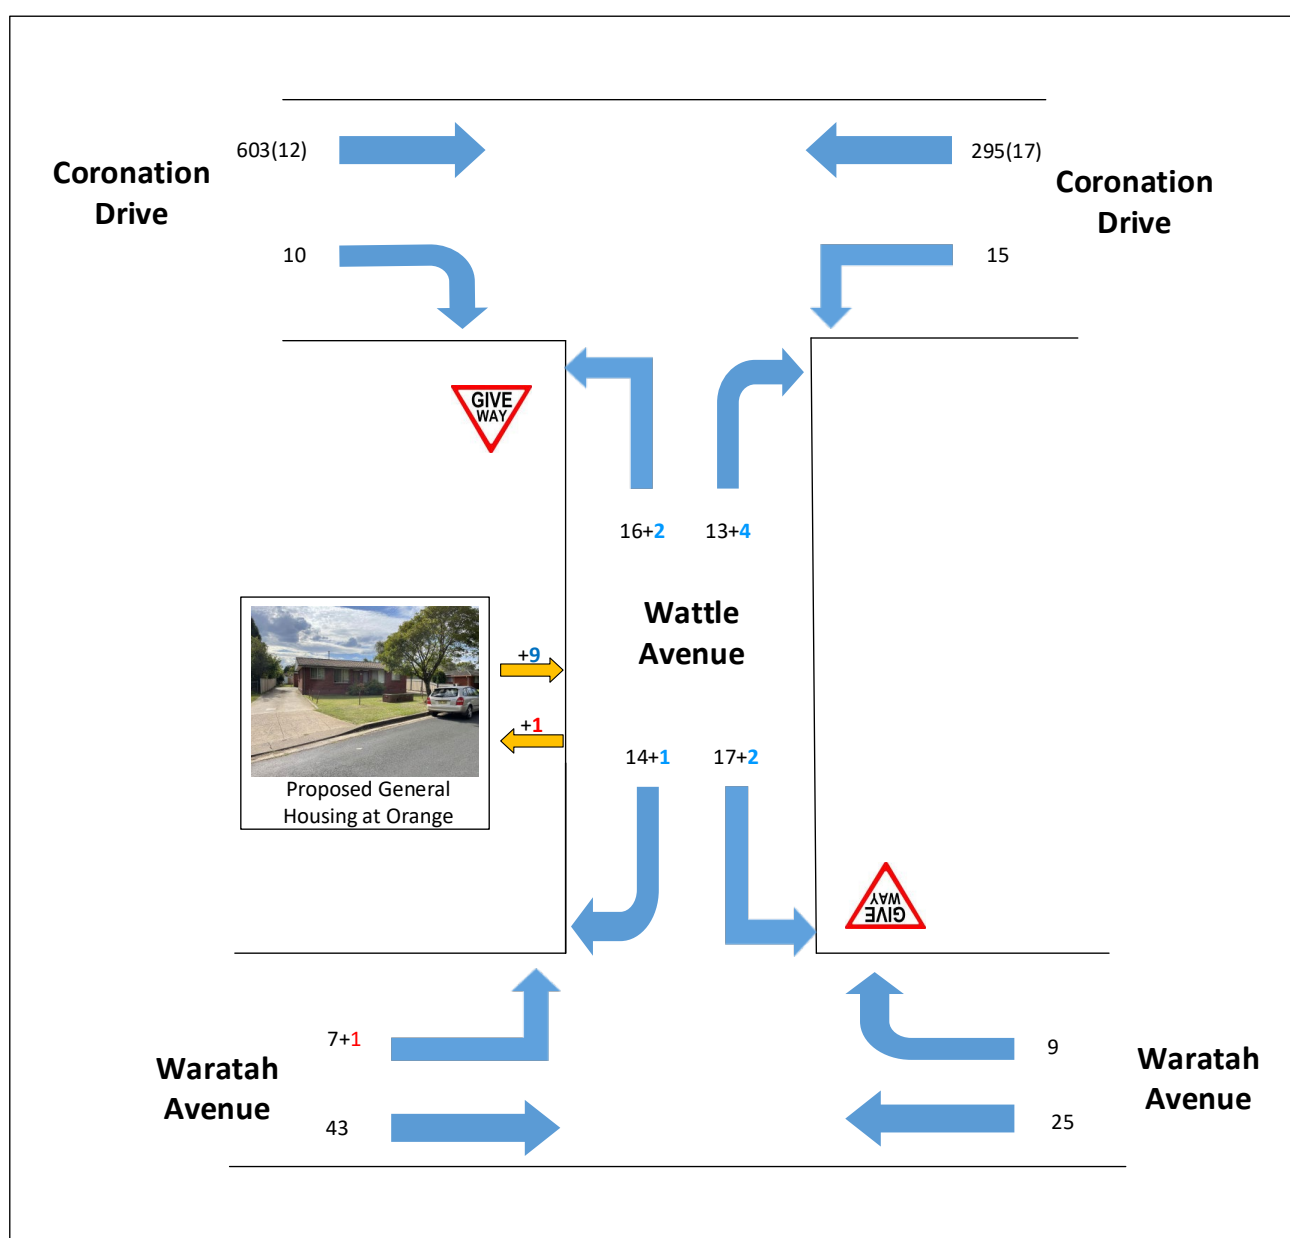 603(12)
295(17)
Coronation
Drive
Coronation
Drive
10
15
GIVE
WAY
16+2
13+4
Wattle
Avenue
+9
+1
14+1
17+2
Proposed General
Housing at Orange
GIVE
WAY
7+1
9
Waratah
Avenue
Waratah
Avenue
43
25